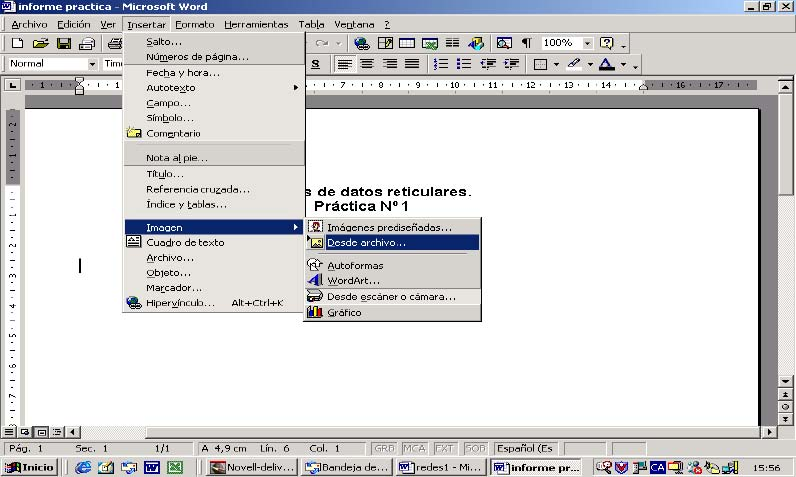 informe practica - Microsoft Word
Archivo Edición Ver Insertar Formato Herramientas Tabla Ventana ?
100%
Normal
Salto...
Números de página...
Fecha y hora...
Autotexto
Campo...
Símbolo...
Comentario
Nota al pie...
Título...
Referencia cruzada...
Índice y tablas...
Imagen
Cuadro de texto
Archivo...
Objeto...
Marcador...
Hipervínculo... Alt+Ctrl+K
s de datos reticulares.
Práctica Nº 1
Imágenes prediseñadas...
Desde archivo...
Autoformas
WordArt...
Desde escáner o cámara...
Gráfico
Pág. 1 Sec. 1 1/1 A 4,9 cm Lín. 6 Col. 1 GRB MCA EXT SOB Español (Es
Inicio Novell-deliv... Bandeja de... redes1 - Mi... informe pr... CA 15:56